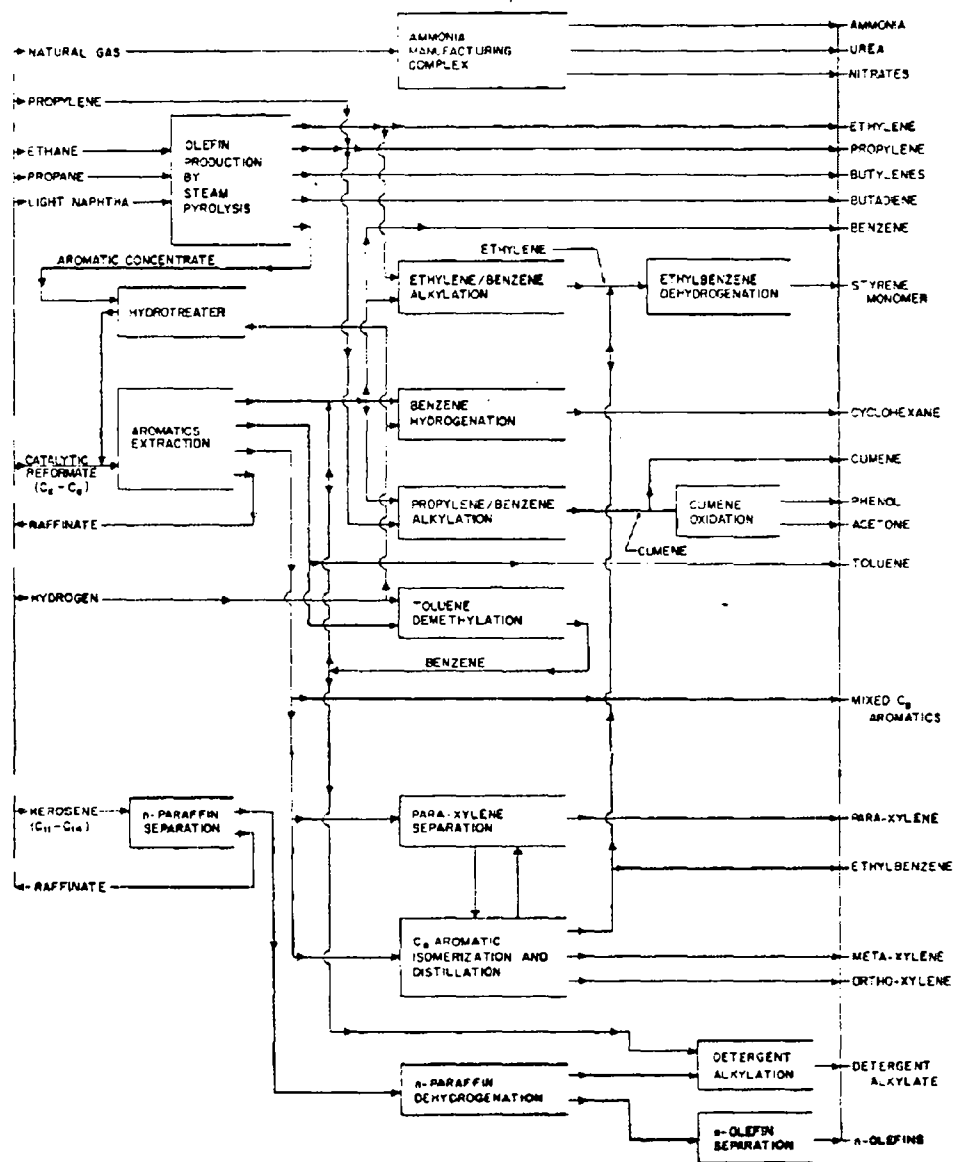 AMMONIA
MANUFACTURING
COMPLEX
AMMONIA
UREA
NITRATES
NATURAL GAS
PROPYLENE
ETHANE
PROPANE
LIGHT NAPHTHA
OLEFIN
PRODUCTION
BY
STEAM
PYROLYSIS
ETHYLENE
PROPYLENE
BUTYLENES
BUTADIENE
BENZENE
AROMATIC CONCENTRATE
ETHYLENE
HYDROTREATER
ETHYLENE/BENZENE
ALKYLATION
ETHYLBENZENE
DEHYDROGENATION
STYRENE
MONOMER
AROMATICS
EXTRACTION
BENZENE
HYDROGENATION
CYCLOHEXANE
CATALYTIC
REFORMATE
(C₆-C₈)
RAFFINATE
PROPYLENE/BENZENE
ALKYLATION
CUMENE
CUMENE
OXIDATION
CUMENE
PHENOL
ACETONE
TOLUENE
HYDROGEN
TOLUENE
DEMETHYLATION
BENZENE
MIXED C₈
AROMATICS
KEROSENE
(C₁₁-C₁₄)
n-PARAFFIN
SEPARATION
RAFFINATE
PARA-XYLENE
SEPARATION
PARA-XYLENE
ETHYLBENZENE
C₈ AROMATIC
ISOMERIZATION AND
DISTILLATION
META-XYLENE
ORTHO-XYLENE
n-PARAFFIN
DEHYDROGENATION
DETERGENT
ALKYLATION
DETERGENT
ALKYLATE
n-OLEFIN
SEPARATION
n-OLEFINS